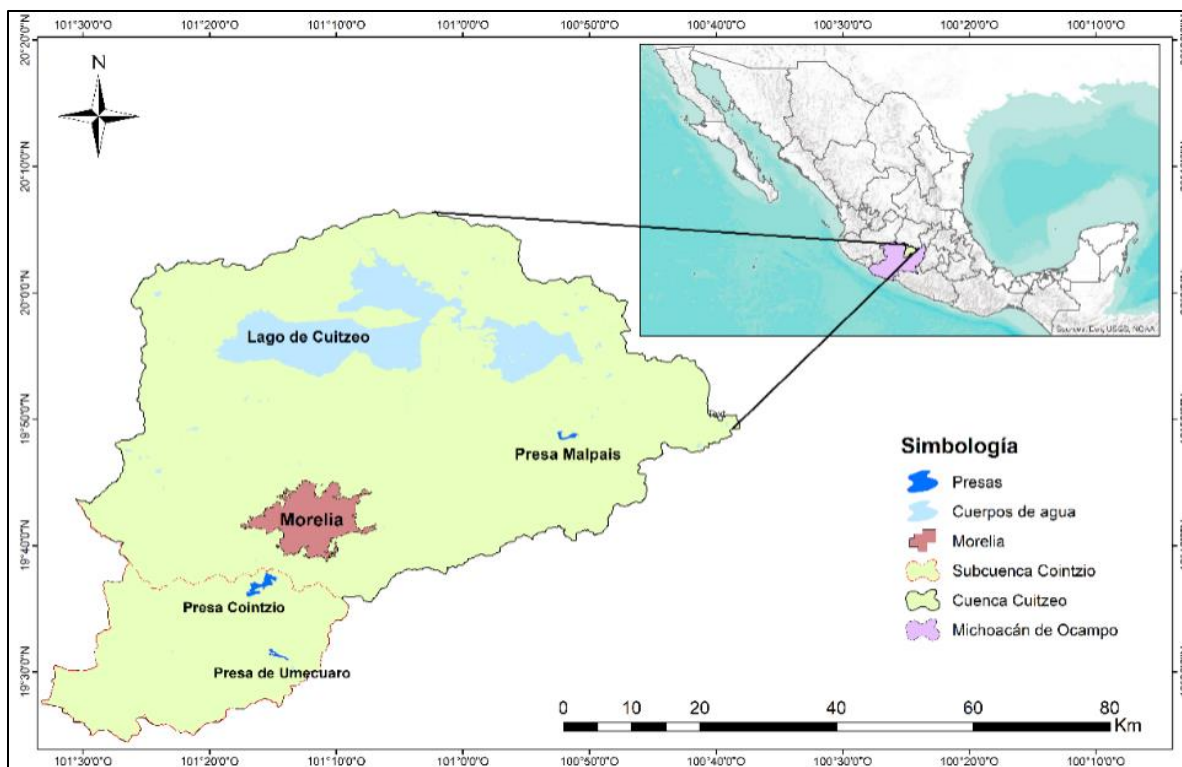 101°30'0"O 101°20'0"O 101°10'0"O 101°0'0"O 100°50'0"O 100°40'0"O 100°30'0"O 100°20'0"O 100°10'0"O
20°20'0"N
20°10'0"N
20°0'0"N
19°50'0"N
19°40'0"N
19°30'0"N
N
Sources: Esri, USGS, NOAA
Lago de Cuitzeo
Text
Presa Malpais
Morelia
Presa Cointzio
Presa de Umecuaro
Simbología
Presas
Cuerpos de agua
Morelia
Subcuenca Cointzio
Cuenca Cuitzeo
Michoacán de Ocampo
0 10 20 40 60 80
Km
101°30'0"O 101°20'0"O 101°10'0"O 101°0'0"O 100°50'0"O 100°40'0"O 100°30'0"O 100°20'0"O 100°10'0"O